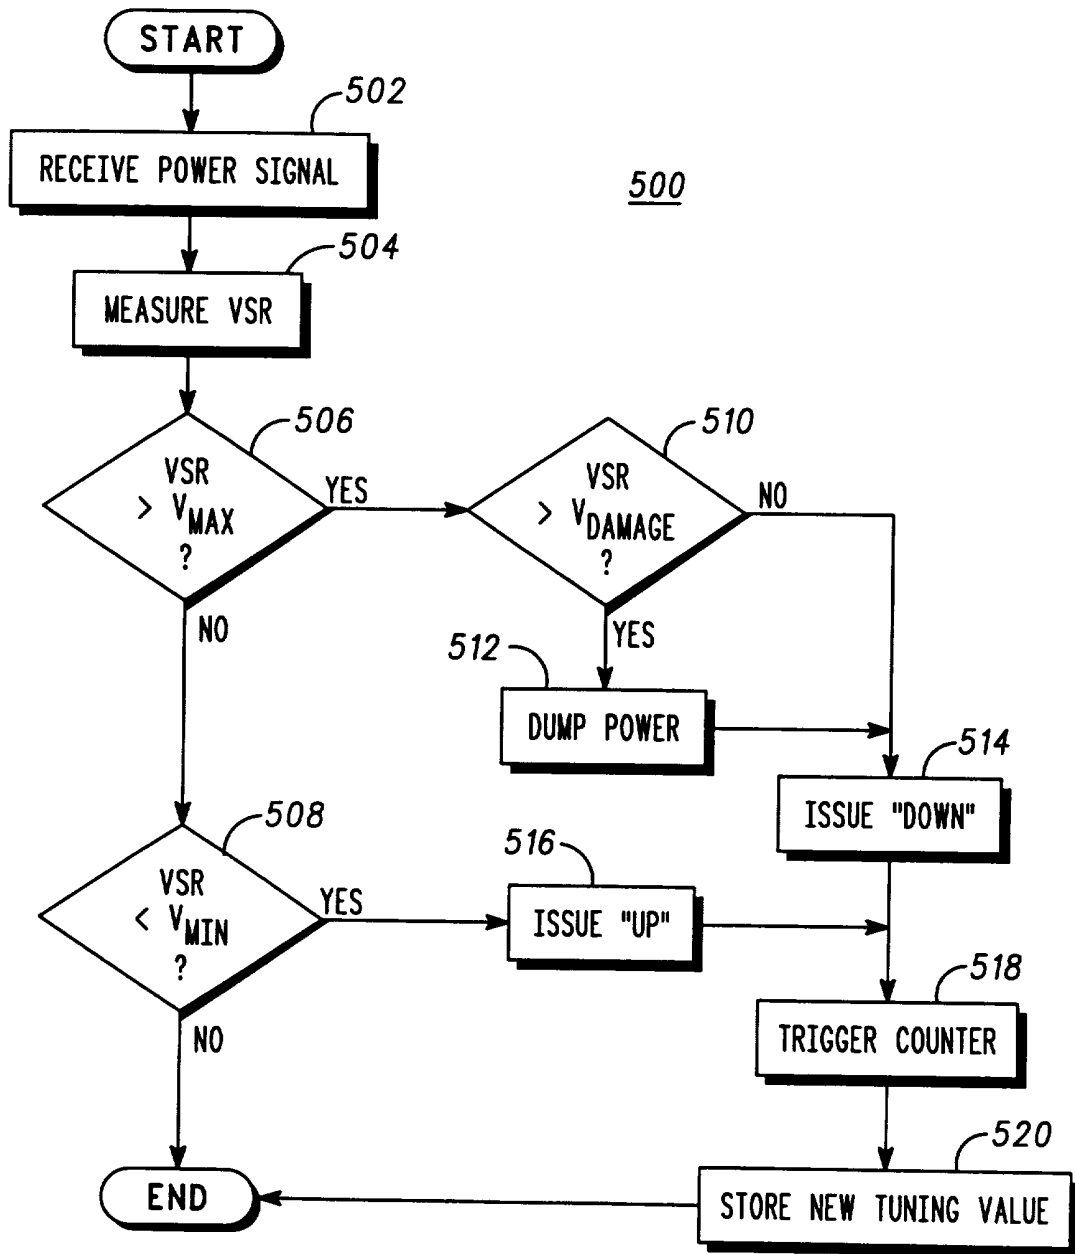 START
502
RECEIVE POWER SIGNAL
500
504
MEASURE VSR
506
VSR
> VMAX
?
YES
NO
510
VSR
> VDAMAGE
?
NO
YES
512
DUMP POWER
514
ISSUE "DOWN"
508
VSR
< VMIN
?
YES
NO
516
ISSUE "UP"
518
TRIGGER COUNTER
520
STORE NEW TUNING VALUE
END